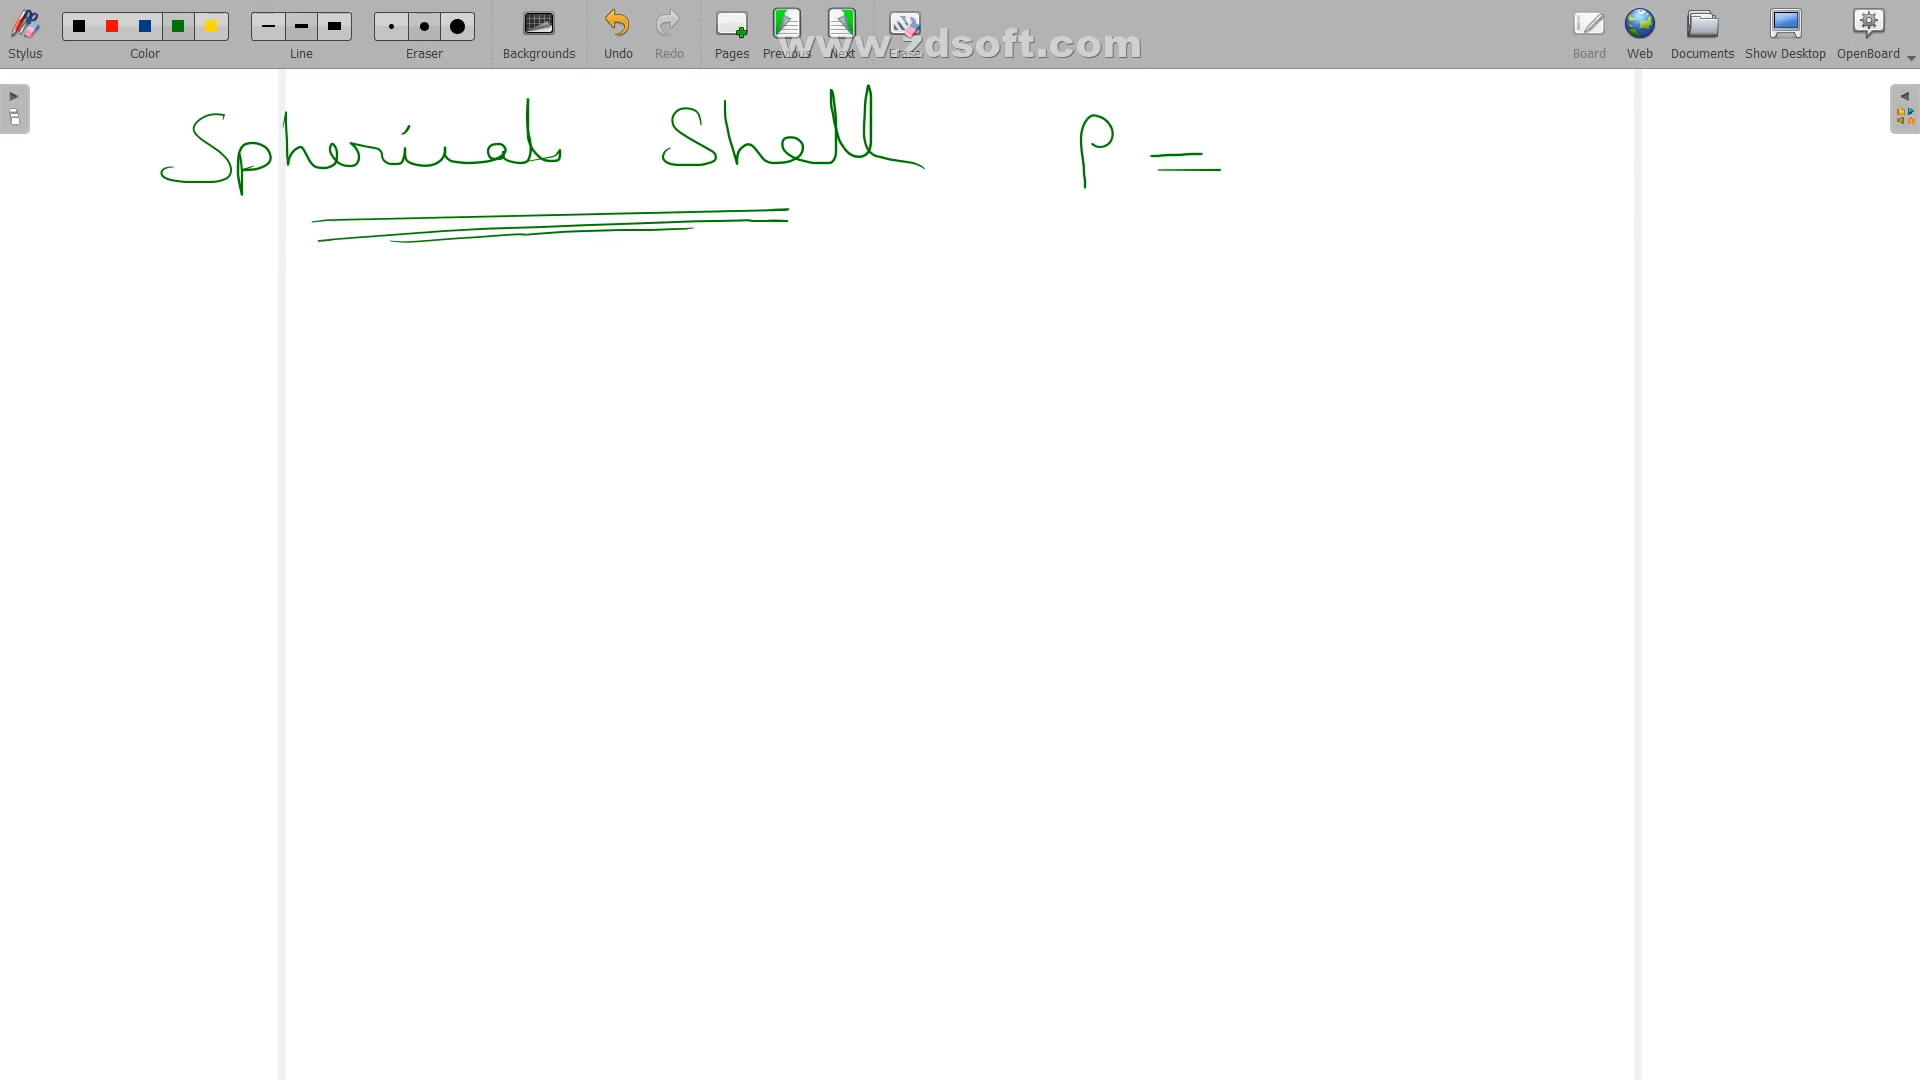 Stylus Color Line Eraser Backgrounds Undo Redo Pages Previous Next Erase Board Web Documents Show Desktop OpenBoard
www.zdsoft.com
Spherical Shell P =